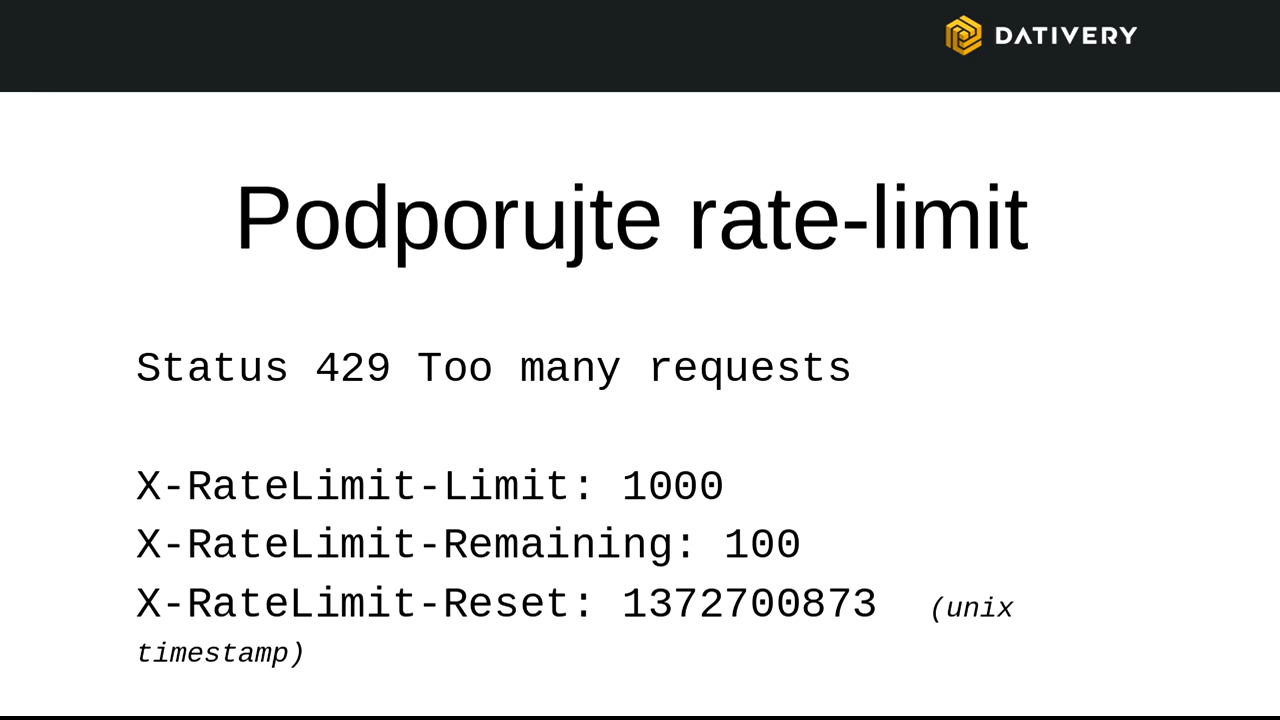 DATIVERY
Podporujte rate-limit
Status 429 Too many requests
X-RateLimit-Limit: 1000
X-RateLimit-Remaining: 100
X-RateLimit-Reset: 1372700873 (unix
timestamp)